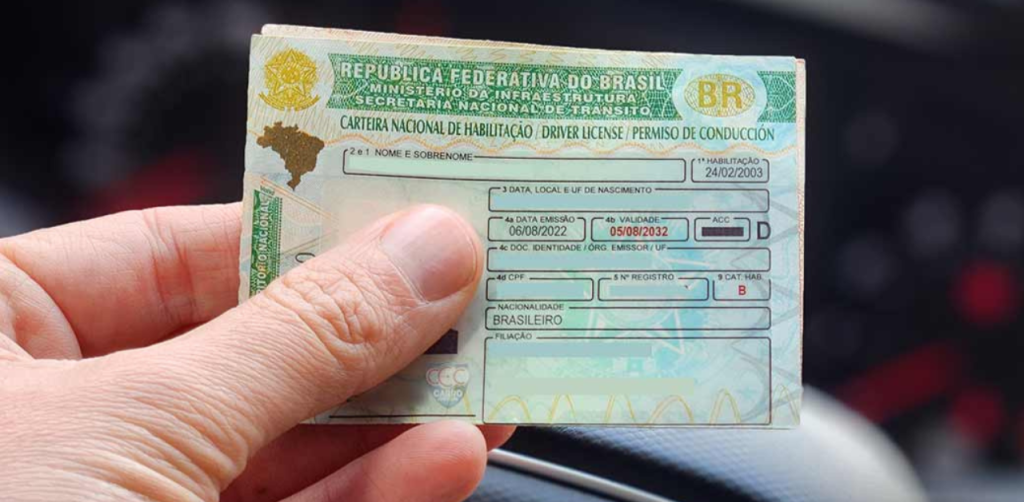 REPÚBLICA FEDERATIVA DO BRASIL
MINISTÉRIO DA INFRAESTRUTURA
SECRETARIA NACIONAL DE TRÂNSITO
BR
CARTEIRA NACIONAL DE HABILITAÇÃO / DRIVER LICENSE / PERMISO DE CONDUCCIÓN
2 e 1 NOME E SOBRENOME
1ª HABILITAÇÃO
24/02/2003
3 DATA, LOCAL E UF DE NASCIMENTO
4a DATA EMISSÃO
06/08/2022
4b VALIDADE
05/08/2032
ACC
D
4c DOC. IDENTIDADE / ÓRG. EMISSOR / UF
4d CPF
5 Nº REGISTRO
9 CAT. HAB.
B
NACIONALIDADE
BRASILEIRO
FILIAÇÃO
NACIONAL